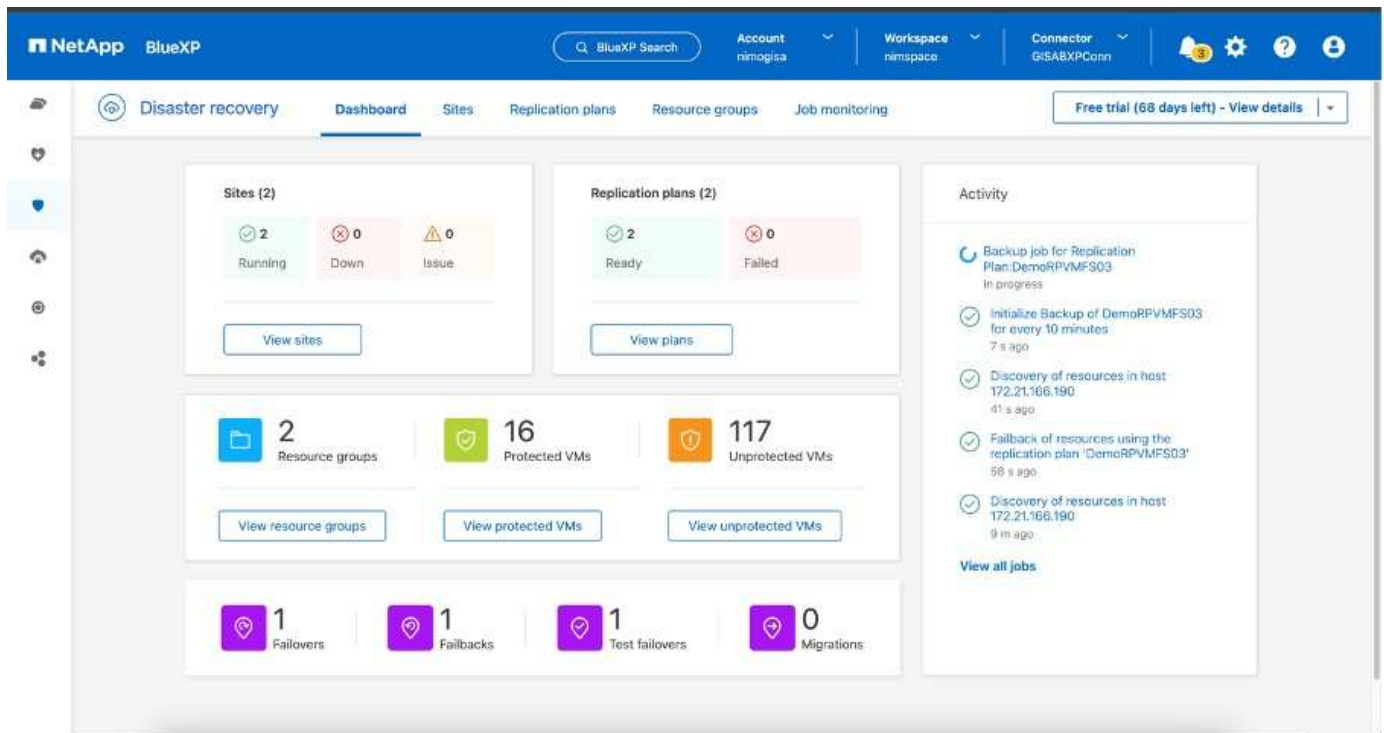 NetApp BlueXP
BlueXP Search
Account
nimogisa
Workspace
nimspace
Connector
GISABXPConn
3
Disaster recovery
Dashboard
Sites
Replication plans
Resource groups
Job monitoring
Free trial (68 days left) - View details
Sites (2)
2
Running
0
Down
0
Issue
View sites
Replication plans (2)
2
Ready
0
Failed
View plans
2
Resource groups
View resource groups
16
Protected VMs
View protected VMs
117
Unprotected VMs
View unprotected VMs
1
Failovers
1
Failbacks
1
Test failovers
0
Migrations
Activity
Backup job for Replication
Plan:DemoRPVMFS03
In progress
Initialize Backup of DemoRPVMFS03
for every 10 minutes
7 s ago
Discovery of resources in host
172.21.166.190
41 s ago
Failback of resources using the
replication plan 'DemoRPVMFS03'
58 s ago
Discovery of resources in host
172.21.166.190
9 m ago
View all jobs